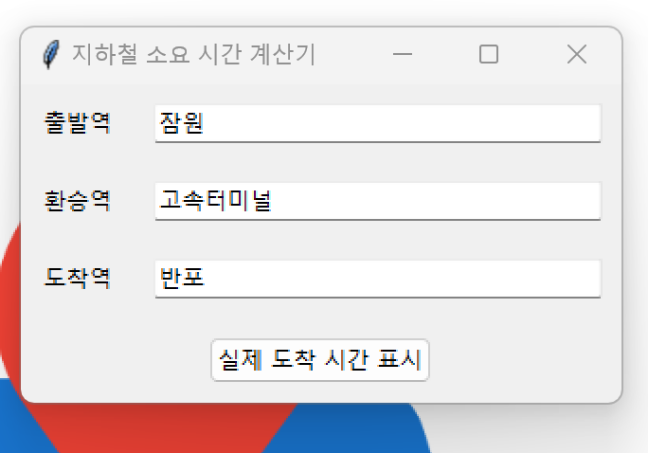 지하철 소요 시간 계산기
출발역 잠원
환승역 고속터미널
도착역 반포
실제 도착 시간 표시